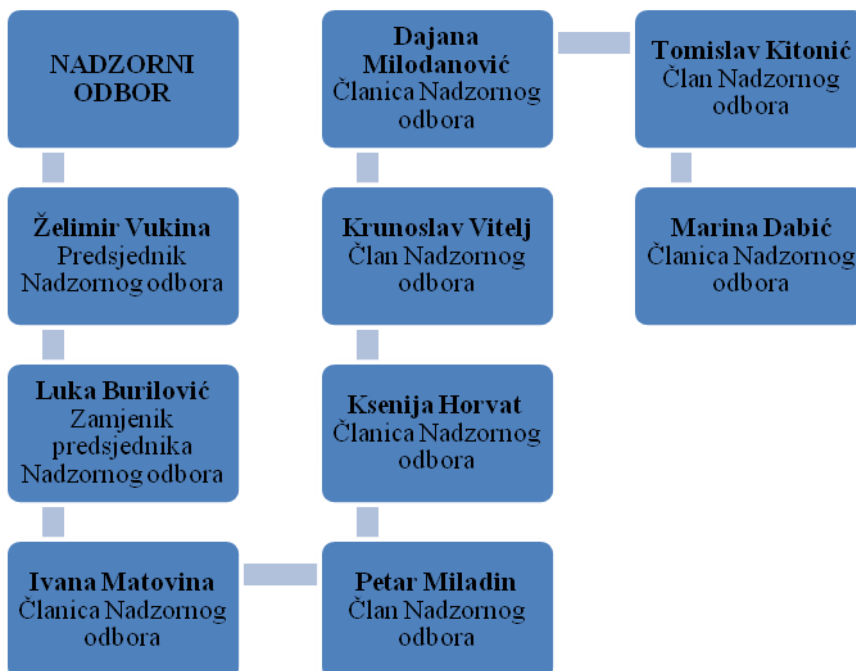 NADZORNI
ODBOR
Želimir Vukina
Predsjednik
Nadzornog odbora
Luka Burilović
Zamjenik
predsjednika
Nadzornog odbora
Ivana Matovina
Članica Nadzornog
odbora
Petar Miladin
Član Nadzornog
odbora
Ksenija Horvat
Članica Nadzornog
odbora
Krunoslav Vitelj
Član Nadzornog
odbora
Dajana
Milodanović
Članica Nadzornog
odbora
Tomislav Kitonić
Član Nadzornog
odbora
Marina Dabić
Članica Nadzornog
odbora